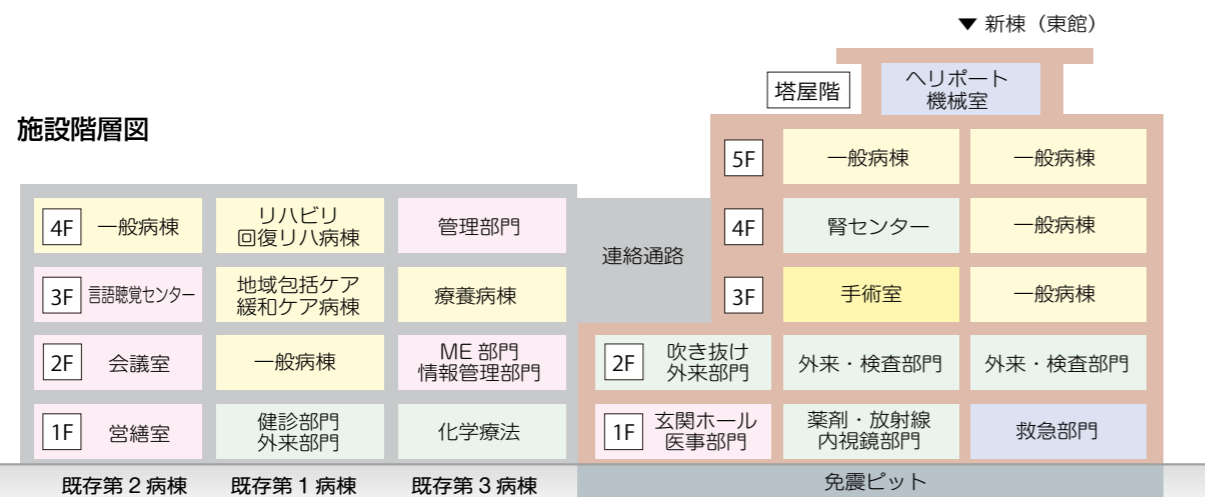 ▼ 新棟（東館）
塔屋階
ヘリポート
機械室
施設階層図
5F
一般病棟
一般病棟
4F
一般病棟
リハビリ
回復リハ病棟
管理部門
連絡通路
4F
腎センター
一般病棟
3F
言語聴覚センター
地域包括ケア
緩和ケア病棟
療養病棟
3F
手術室
一般病棟
2F
会議室
一般病棟
ME 部門
情報管理部門
2F
吹き抜け
外来部門
外来・検査部門
外来・検査部門
1F
営繕室
健診部門
外来部門
化学療法
1F
玄関ホール
医事部門
薬剤・放射線
内視鏡部門
救急部門
既存第 2 病棟
既存第 1 病棟
既存第 3 病棟
免震ピット